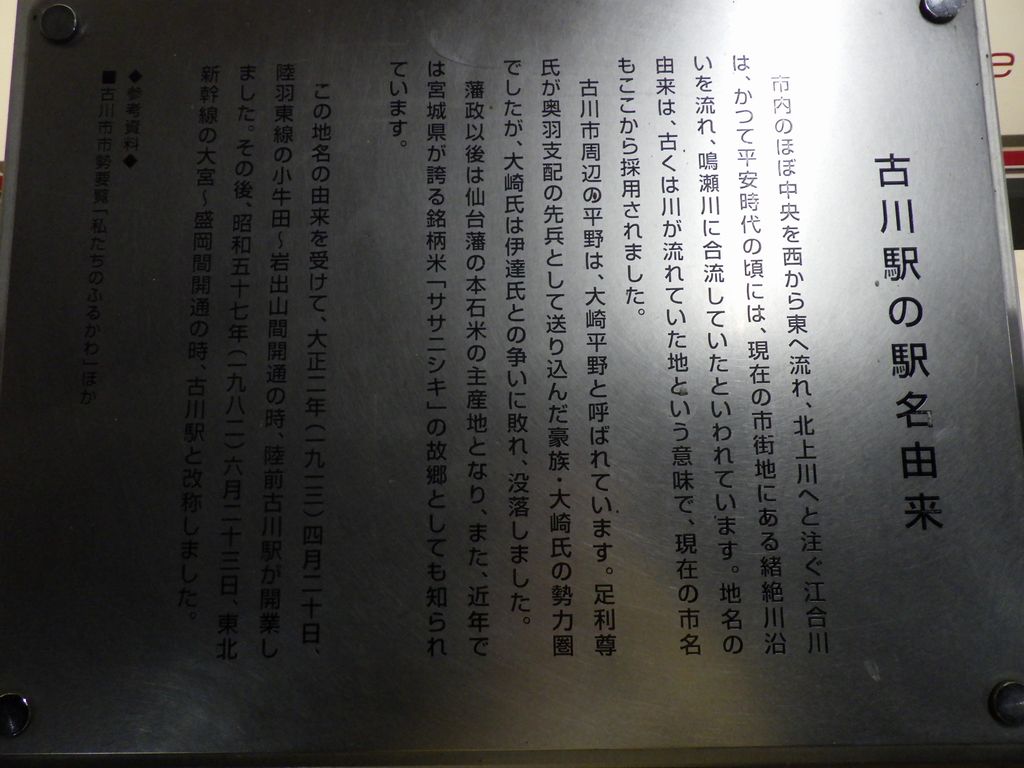 古川駅の駅名由来
市内のほぼ中央を西から東へ流れ、北上川へと注ぐ江合川
は、かつて平安時代の頃には、現在の市街地にある緒絶川沿
いを流れ、鳴瀬川に合流していたといわれています。地名の
由来は、古くは川が流れていた地という意味で、現在の市名
もここから採用されました。
古川市周辺の平野は、大崎平野と呼ばれています。足利尊
氏が奥羽支配の先兵として送り込んだ豪族・大崎氏の勢力圏
でしたが、大崎氏は伊達氏との争いに敗れ、没落しました。
藩政以後は仙台藩の本石米の主産地となり、また、近年で
は宮城県が誇る銘柄米「ササニシキ」の故郷としても知られ
ています。
この地名の由来を受けて、大正二年(一九一三)四月二十日、
陸羽東線の小牛田~岩出山間開通の時、陸前古川駅が開業し
ました。その後、昭和五十七年(一九八二)六月二十三日、東北
新幹線の大宮~盛岡間開通の時、古川駅と改称しました。
◆参考資料◆
■古川市市勢要覧「私たちのふるかわ」ほか
e